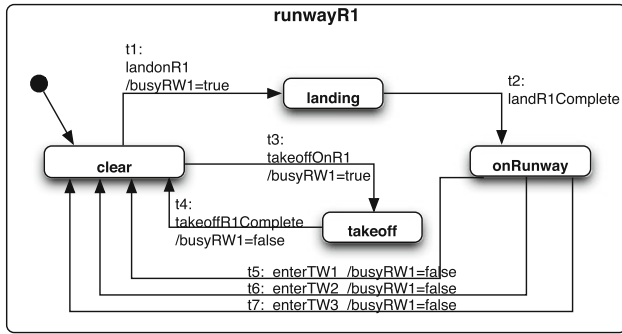 runwayR1
t1:
landonR1
/busyRW1=true
landing
t2:
landR1Complete
clear
t3:
takeoffOnR1
/busyRW1=true
onRunway
t4:
takeoffR1Complete
/busyRW1=false
takeoff
t5: enterTW1 /busyRW1=false
t6: enterTW2 /busyRW1=false
t7: enterTW3 /busyRW1=false